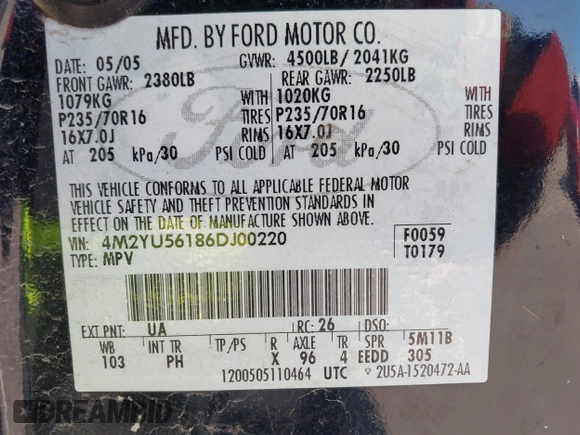 MFD. BY FORD MOTOR CO.
DATE: 05/05 GVWR: 4500LB/ 2041KG
FRONT GAWR: 2380LB REAR GAWR: 2250LB
1079KG WITH 1020KG WITH
P235/70R16 TIRES P235/70R16 TIRES
16X7.0J RIMS 16X7.0J RIMS
AT 205 kPa/30 PSI COLD AT 205 kPa/30 PSI COLD
Ford
THIS VEHICLE CONFORMS TO ALL APPLICABLE FEDERAL MOTOR
VEHICLE SAFETY AND THEFT PREVENTION STANDARDS IN
EFFECT ON THE DATE OF MANUFACTURE SHOWN ABOVE.
VIN: 4M2YU56186DJ00220 F0059
TYPE: MPV T0179
EXT PNT: UA RC: 26 DSO:
WB INT TR TP/PS R AXLE TR SPR 5M11B
103 PH X 96 4 EEDD 305
1200505110464 UTC ▽ 2U5A-1520472-AA
DREAMBID